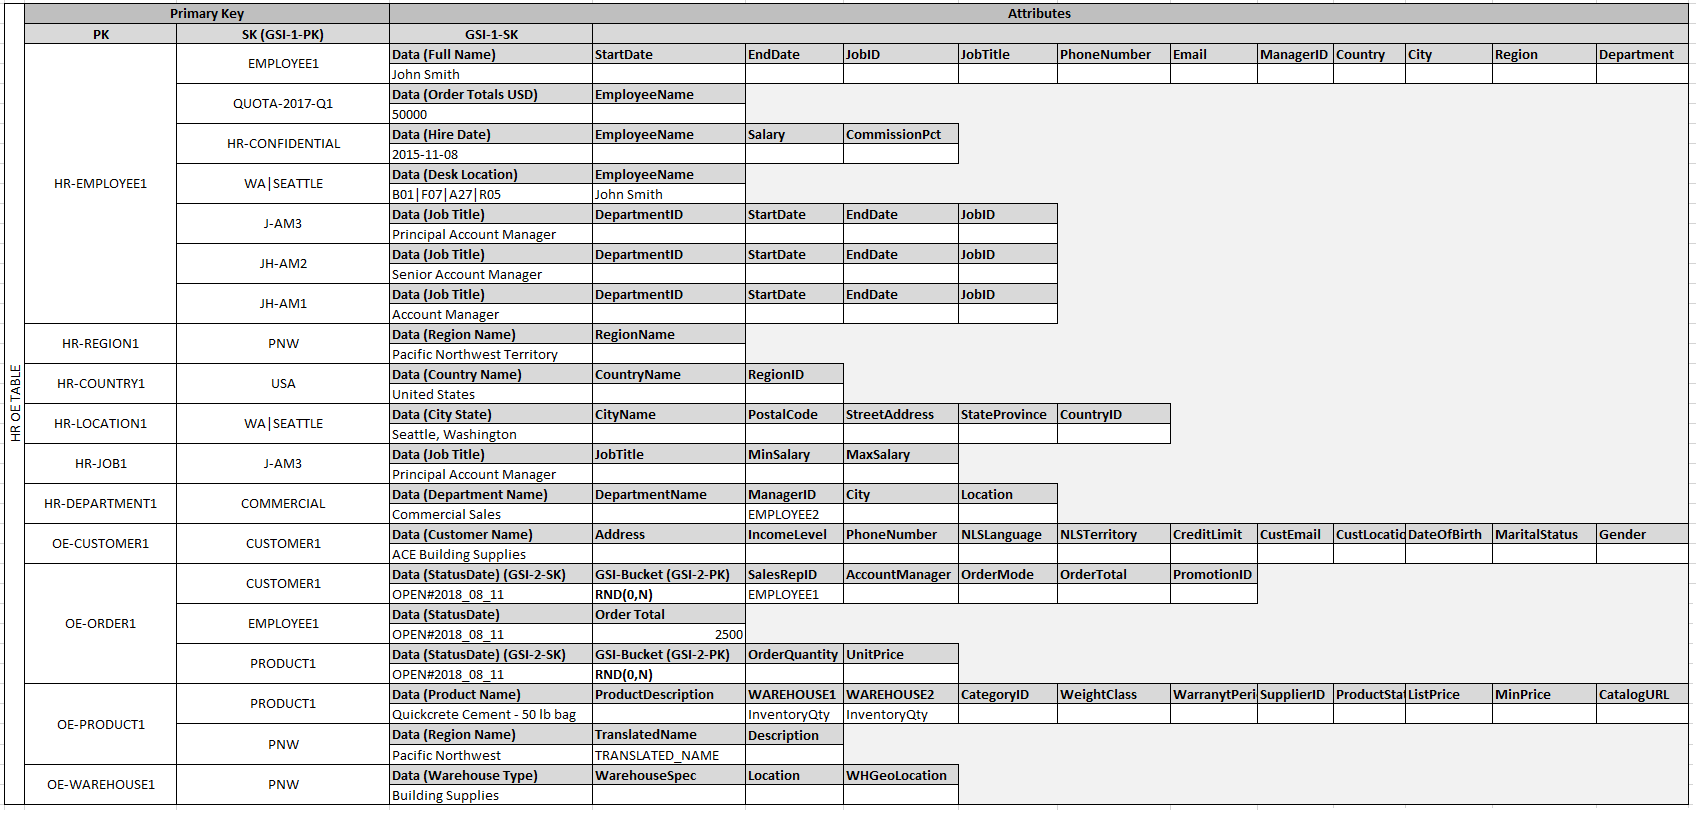 Primary Key Attributes
PK SK (GSI-1-PK) GSI-1-SK
HR OE TABLE
HR-EMPLOYEE1
EMPLOYEE1
Data (Full Name) StartDate EndDate JobID JobTitle PhoneNumber Email ManagerID Country City Region Department
John Smith
QUOTA-2017-Q1
Data (Order Totals USD) EmployeeName
50000
HR-CONFIDENTIAL
Data (Hire Date) EmployeeName Salary CommissionPct
2015-11-08
WA|SEATTLE
Data (Desk Location) EmployeeName
B01|F07|A27|R05 John Smith
J-AM3
Data (Job Title) DepartmentID StartDate EndDate JobID
Principal Account Manager
JH-AM2
Data (Job Title) DepartmentID StartDate EndDate JobID
Senior Account Manager
JH-AM1
Data (Job Title) DepartmentID StartDate EndDate JobID
Account Manager
HR-REGION1
PNW
Data (Region Name) RegionName
Pacific Northwest Territory
HR-COUNTRY1
USA
Data (Country Name) CountryName RegionID
United States
HR-LOCATION1
WA|SEATTLE
Data (City State) CityName PostalCode StreetAddress StateProvince CountryID
Seattle, Washington
HR-JOB1
J-AM3
Data (Job Title) JobTitle MinSalary MaxSalary
Principal Account Manager
HR-DEPARTMENT1
COMMERCIAL
Data (Department Name) DepartmentName ManagerID City Location
Commercial Sales EMPLOYEE2
OE-CUSTOMER1
CUSTOMER1
Data (Customer Name) Address IncomeLevel PhoneNumber NLSLanguage NLSTerritory CreditLimit CustEmail CustLocatio DateOfBirth MaritalStatus Gender
ACE Building Supplies
OE-ORDER1
CUSTOMER1
Data (StatusDate) (GSI-2-SK) GSI-Bucket (GSI-2-PK) SalesRepID AccountManager OrderMode OrderTotal PromotionID
OPEN#2018_08_11 RND(0,N) EMPLOYEE1
EMPLOYEE1
Data (StatusDate) Order Total
OPEN#2018_08_11 2500
PRODUCT1
Data (StatusDate) (GSI-2-SK) GSI-Bucket (GSI-2-PK) OrderQuantity UnitPrice
OPEN#2018_08_11 RND(0,N)
OE-PRODUCT1
PRODUCT1
Data (Product Name) ProductDescription WAREHOUSE1 WAREHOUSE2 CategoryID WeightClass WarranytPeri SupplierID ProductStat ListPrice MinPrice CatalogURL
Quickcrete Cement - 50 lb bag InventoryQty InventoryQty
PNW
Data (Region Name) TranslatedName Description
Pacific Northwest TRANSLATED_NAME
OE-WAREHOUSE1
PNW
Data (Warehouse Type) WarehouseSpec Location WHGeoLocation
Building Supplies